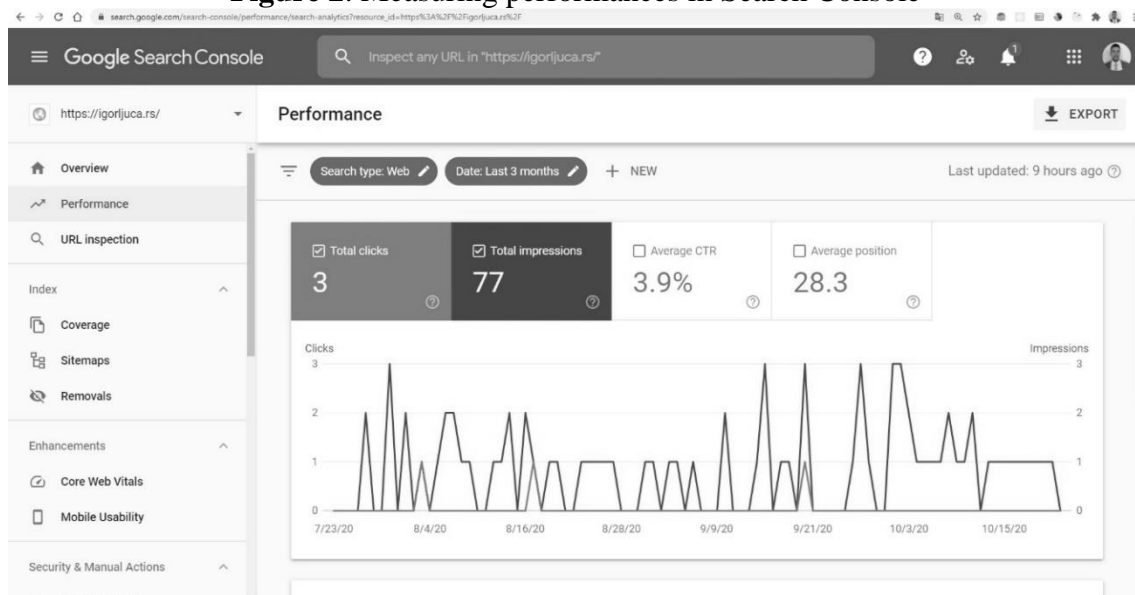 Figure 2. Measuring performances in Search Console
search.google.com/search-console/performance/search-analytics?resource_id=https%3A%2F%2Figorljuca.rs%2F
Google Search Console
Inspect any URL in "https://igorljuca.rs/"
1
https://igorljuca.rs/
Performance
EXPORT
Overview
Performance
URL inspection
Search type: Web
Date: Last 3 months
+ NEW
Last updated: 9 hours ago
Index
Coverage
Sitemaps
Removals
Enhancements
Core Web Vitals
Mobile Usability
Security & Manual Actions
Total clicks
3
Total impressions
77
Average CTR
3.9%
Average position
28.3
Clicks
Impressions
3
3
2
2
1
1
0
0
7/23/20
8/4/20
8/16/20
8/28/20
9/9/20
9/21/20
10/3/20
10/15/20